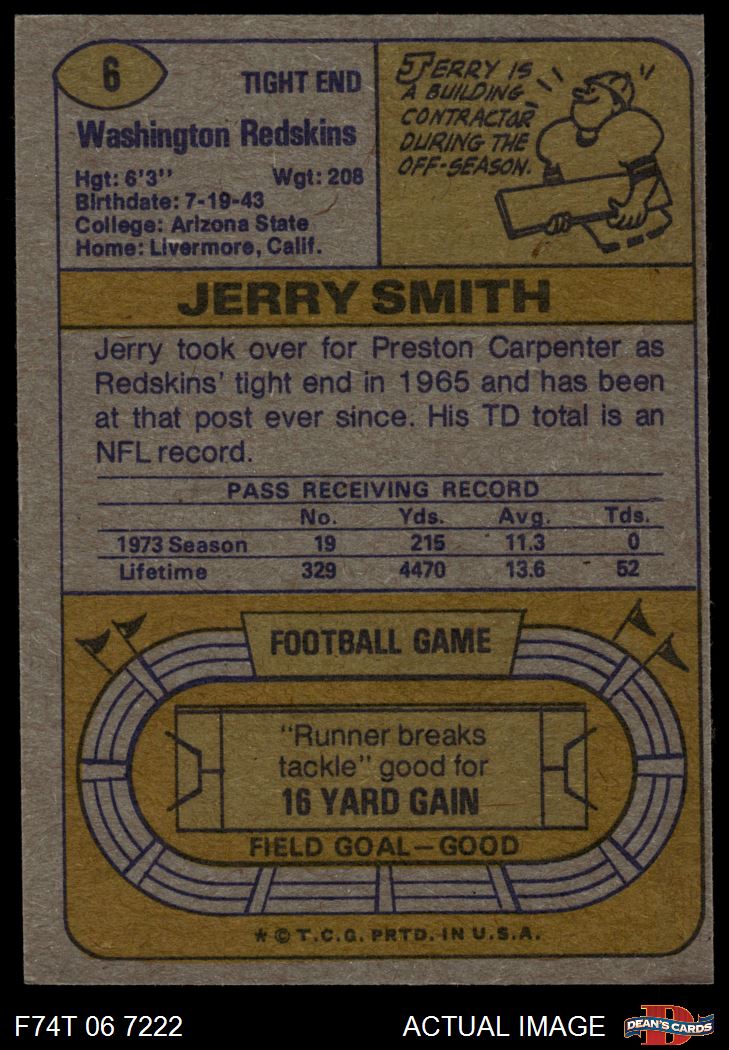 6
TIGHT END
Washington Redskins
Hgt: 6'3" Wgt: 208
Birthdate: 7-19-43
College: Arizona State
Home: Livermore, Calif.
JERRY IS
A BUILDING
CONTRACTOR
DURING THE
OFF-SEASON.
JERRY SMITH
Jerry took over for Preston Carpenter as
Redskins' tight end in 1965 and has been
at that post ever since. His TD total is an
NFL record.
PASS RECEIVING RECORD
No. Yds. Avg. Tds.
1973 Season 19 215 11.3 0
Lifetime 329 4470 13.6 52
FOOTBALL GAME
"Runner breaks
tackle" good for
16 YARD GAIN
FIELD GOAL—GOOD
* © T.C.G. PRTD. IN U.S.A.
F74T 06 7222 ACTUAL IMAGE
D
DEAN'S CARDS